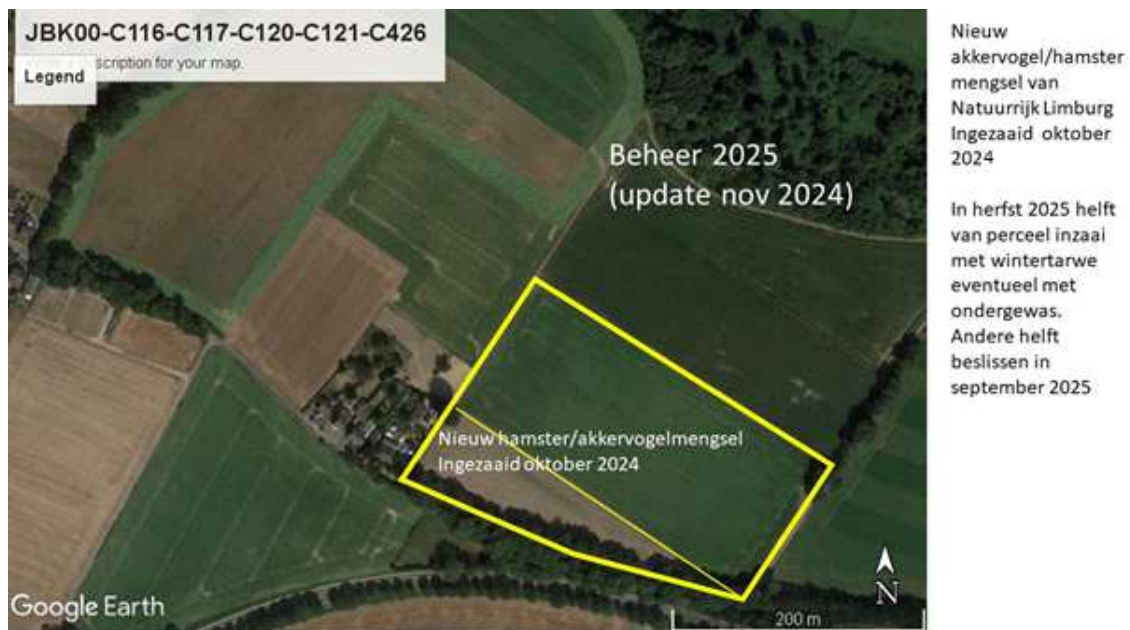 JBK00-C116-C117-C120-C121-C426
scription for your map.
Legend
Beheer 2025
(update nov 2024)
Nieuw hamster/akkervogelmengsel
Ingezaaid oktober 2024
Google Earth
N
200 m
Nieuw
akkervogel/hamster
mengsel van
Natuurrijk Limburg
Ingezaaid oktober
2024
In herfst 2025 helft
van perceel inzaai
met wintertarwe
eventueel met
ondergewas.
Andere helft
beslissen in
september 2025